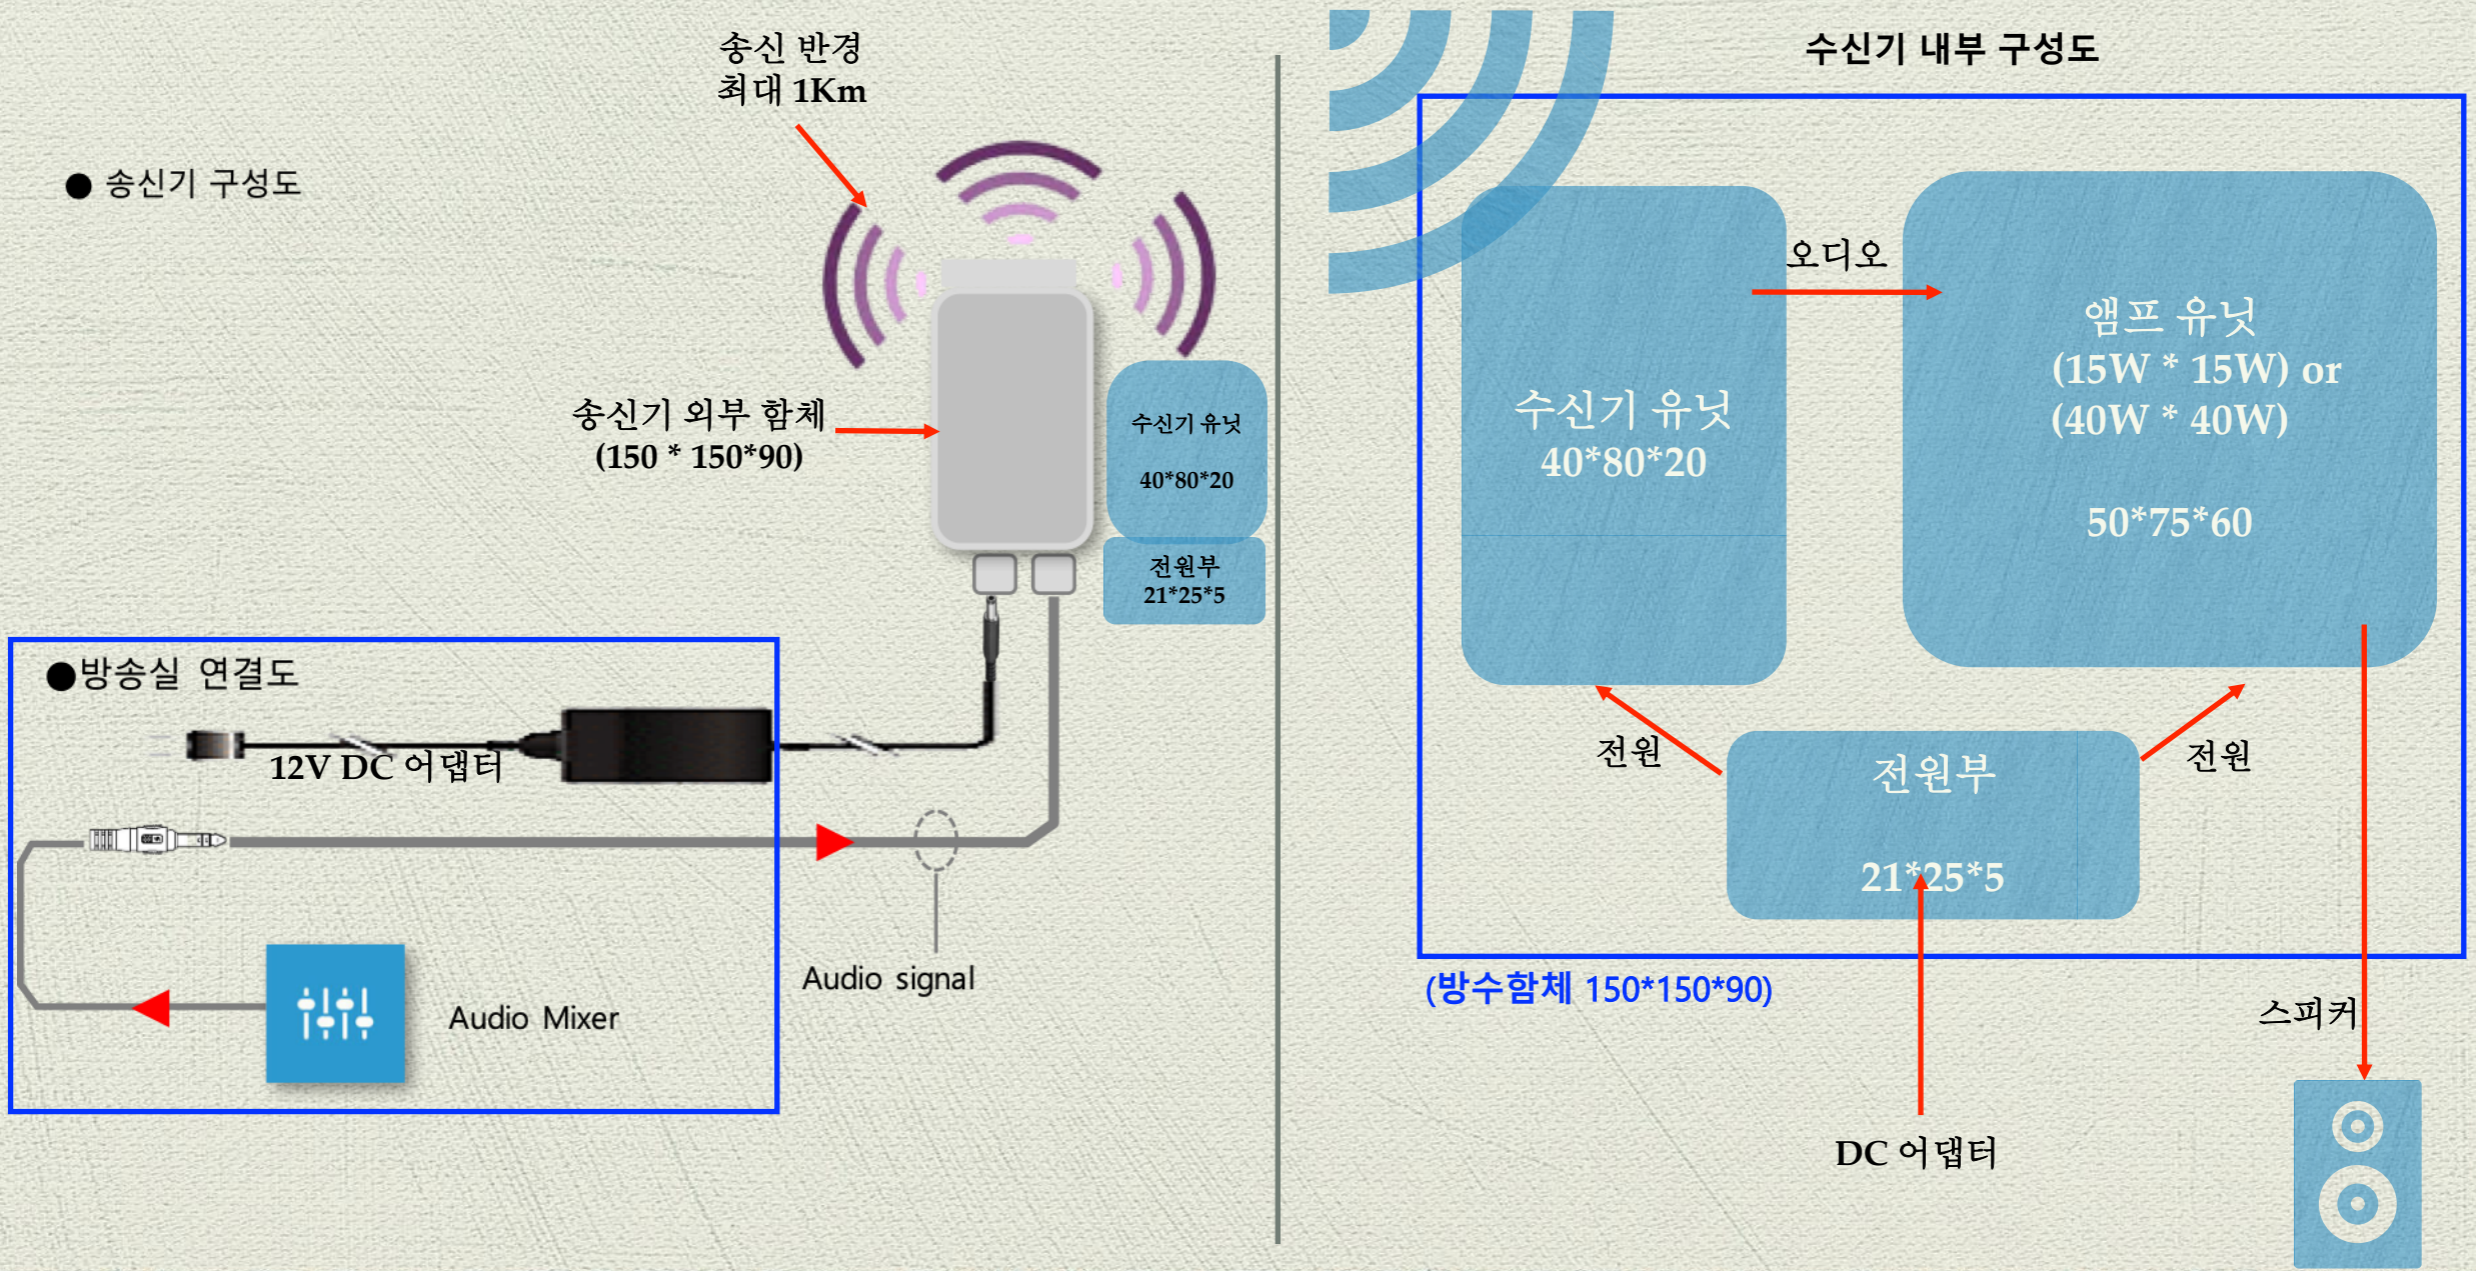 송신 반경
최대 1Km
● 송신기 구성도
송신기 외부 함체
(150 * 150*90)
수신기 유닛
40*80*20
전원부
21*25*5
●방송실 연결도
12V DC 어댑터
Audio signal
Audio Mixer
수신기 내부 구성도
오디오
수신기 유닛
40*80*20
앰프 유닛
(15W * 15W) or
(40W * 40W)
50*75*60
전원
전원
전원부
21*25*5
(방수함체 150*150*90)
스피커
DC 어댑터